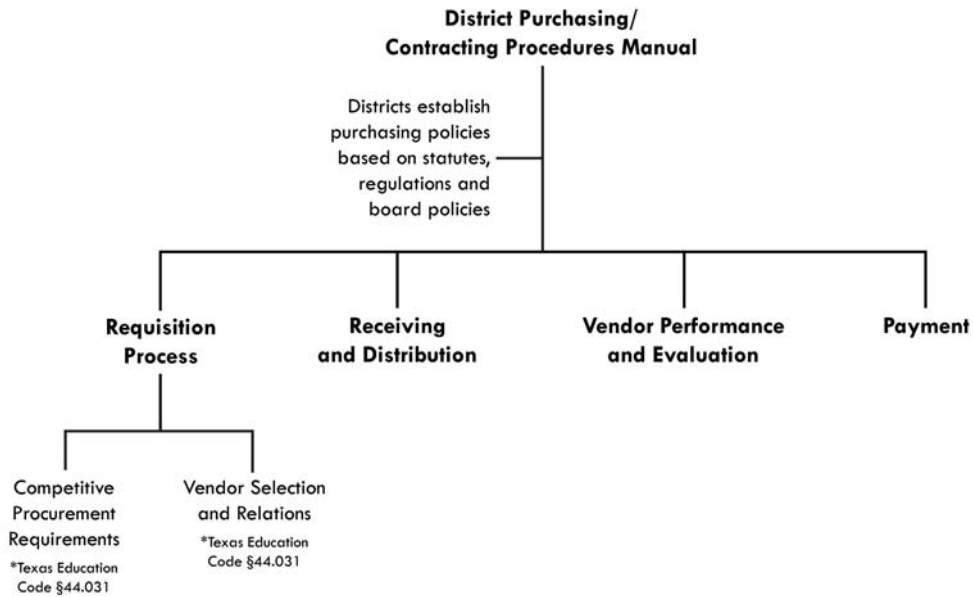 District Purchasing/
Contracting Procedures Manual
Districts establish
purchasing policies
based on statutes,
regulations and
board policies
Requisition
Process
Receiving
and Distribution
Vendor Performance
and Evaluation
Payment
Competitive
Procurement
Requirements
*Texas Education
Code §44.031
Vendor Selection
and Relations
*Texas Education
Code §44.031